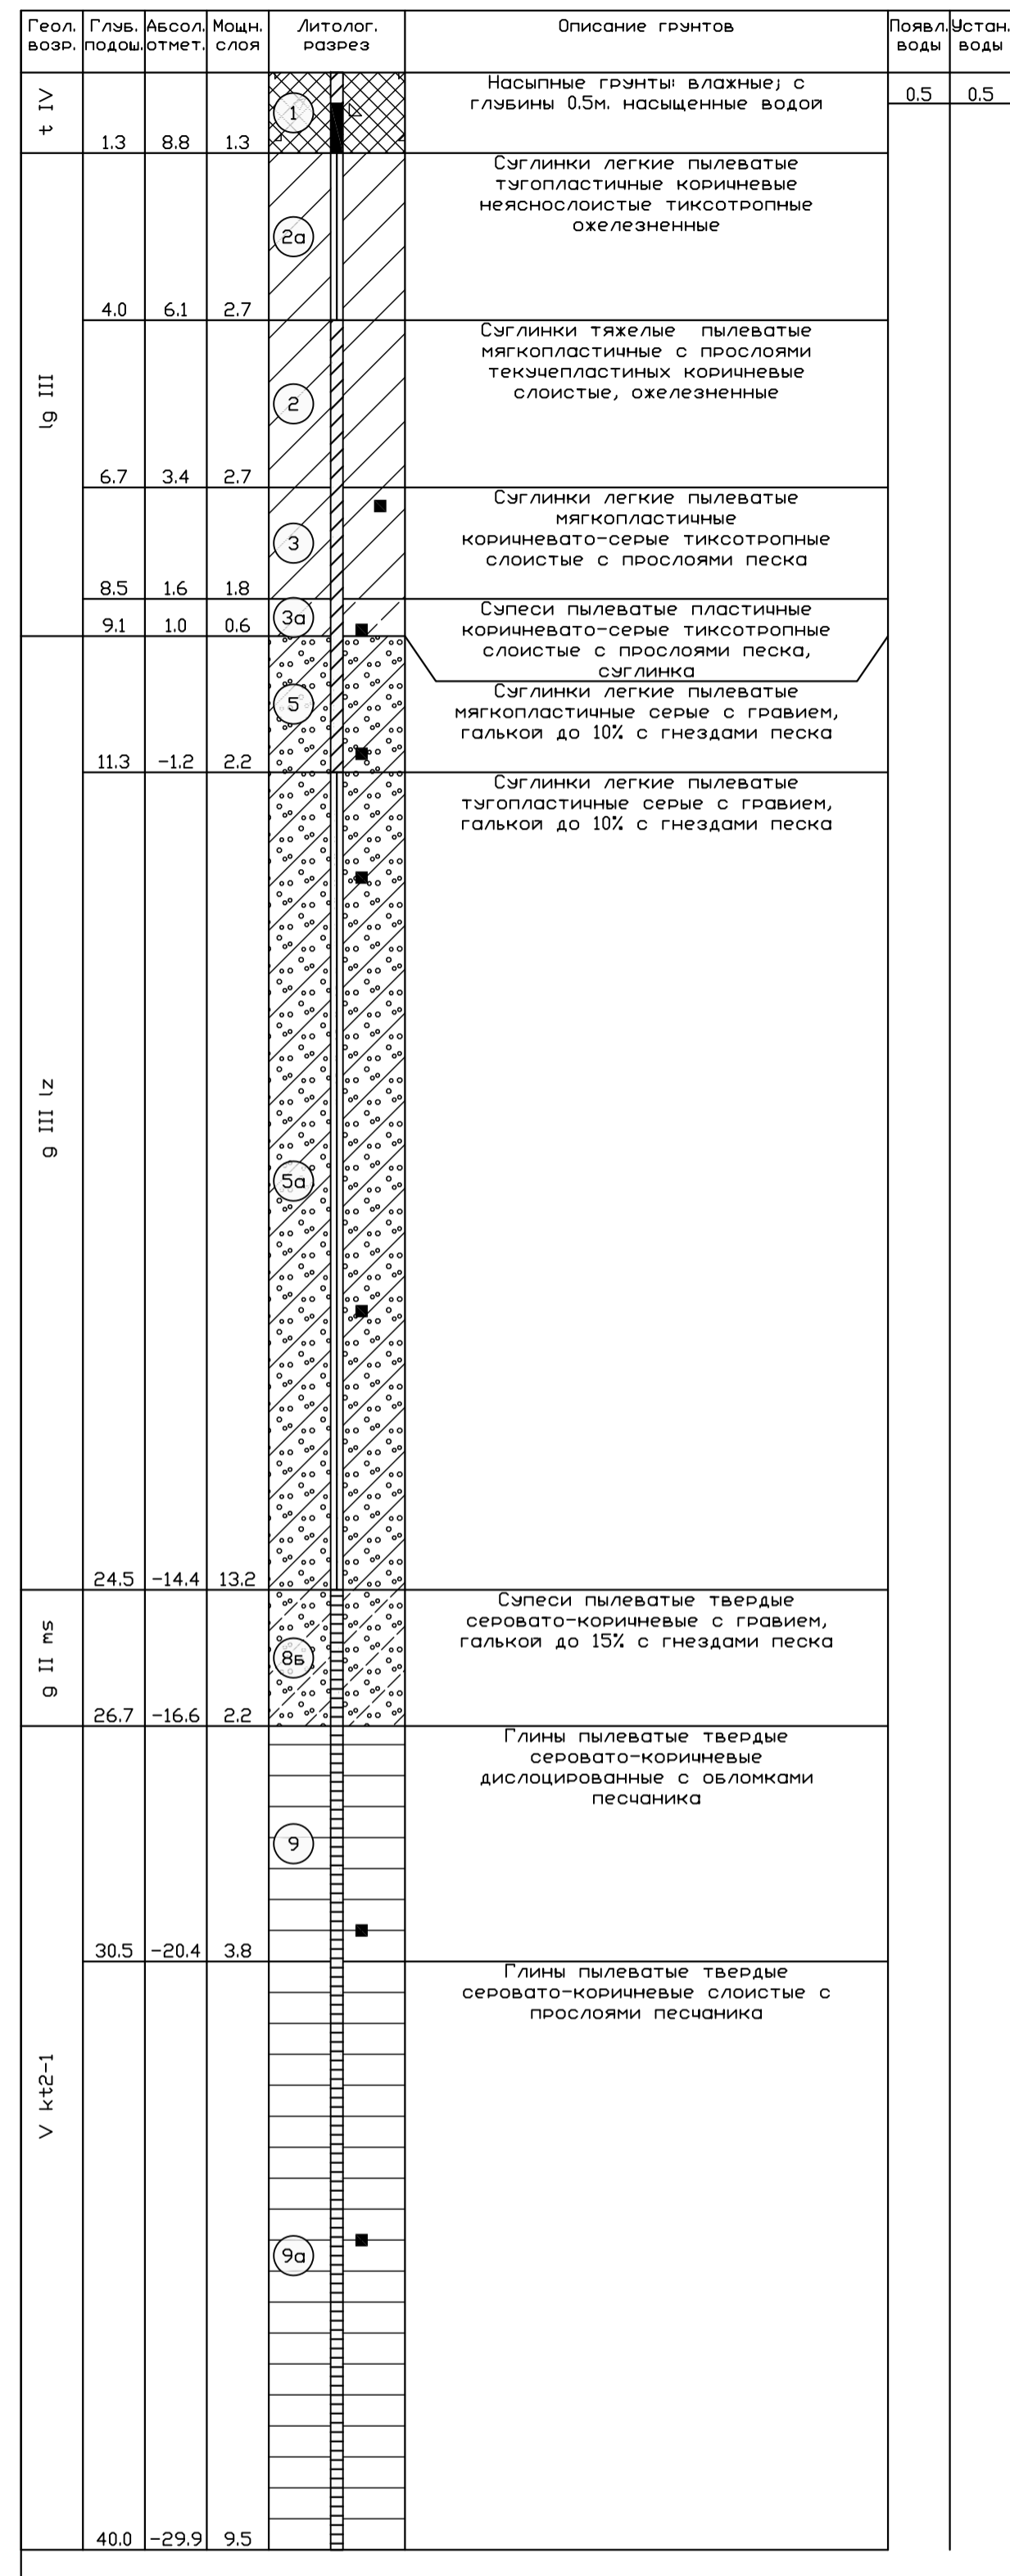 Геол. возр. Глуб. подош. Абсол. отмет. Мощн. слоя Литолог. разрез Описание грунтов Появл. воды Устан. воды
t IV
1
Насыпные грунты: влажные; с
глубины 0.5м. насыщенные водой
0.5 0.5
1.3 8.8 1.3
lg III
2а
Суглинки легкие пылеватые
тугопластичные коричневые
неяснослоистые тиксотропные
ожелезненные
4.0 6.1 2.7
2
Суглинки тяжелые пылеватые
мягкопластичные с прослоями
текучепластиных коричневые
слоистые, ожелезненные
6.7 3.4 2.7
3
Суглинки легкие пылеватые
мягкопластичные
коричневато-серые тиксотропные
слоистые с прослоями песка
8.5 1.6 1.8
3а
Супеси пылеватые пластичные
коричневато-серые тиксотропные
слоистые с прослоями песка,
суглинка
9.1 1.0 0.6
g III lz
5
Суглинки легкие пылеватые
мягкопластичные серые с гравием,
галькой до 10% с гнездами песка
11.3 -1.2 2.2
5а
Суглинки легкие пылеватые
тугопластичные серые с гравием,
галькой до 10% с гнездами песка
24.5 -14.4 13.2
g II ms
8б
Супеси пылеватые твердые
серовато-коричневые с гравием,
галькой до 15% с гнездами песка
26.7 -16.6 2.2
V kt2-1
9
Глины пылеватые твердые
серовато-коричневые
дислоцированные с обломками
песчаника
30.5 -20.4 3.8
9а
Глины пылеватые твердые
серовато-коричневые слоистые с
прослоями песчаника
40.0 -29.9 9.5